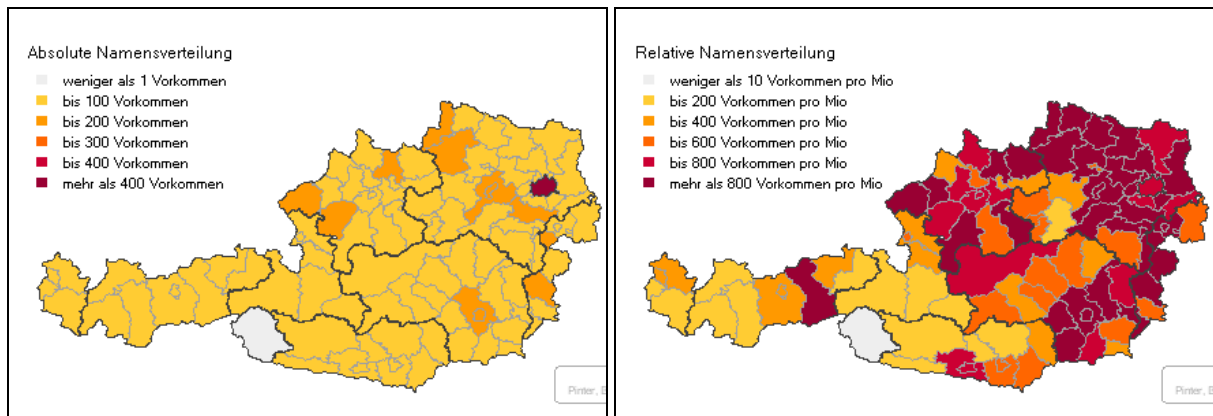 Absolute Namensverteilung
weniger als 1 Vorkommen
bis 100 Vorkommen
bis 200 Vorkommen
bis 300 Vorkommen
bis 400 Vorkommen
mehr als 400 Vorkommen
Pinter,
Relative Namensverteilung
weniger als 10 Vorkommen pro Mio
bis 200 Vorkommen pro Mio
bis 400 Vorkommen pro Mio
bis 600 Vorkommen pro Mio
bis 800 Vorkommen pro Mio
mehr als 800 Vorkommen pro Mio
Pinter,